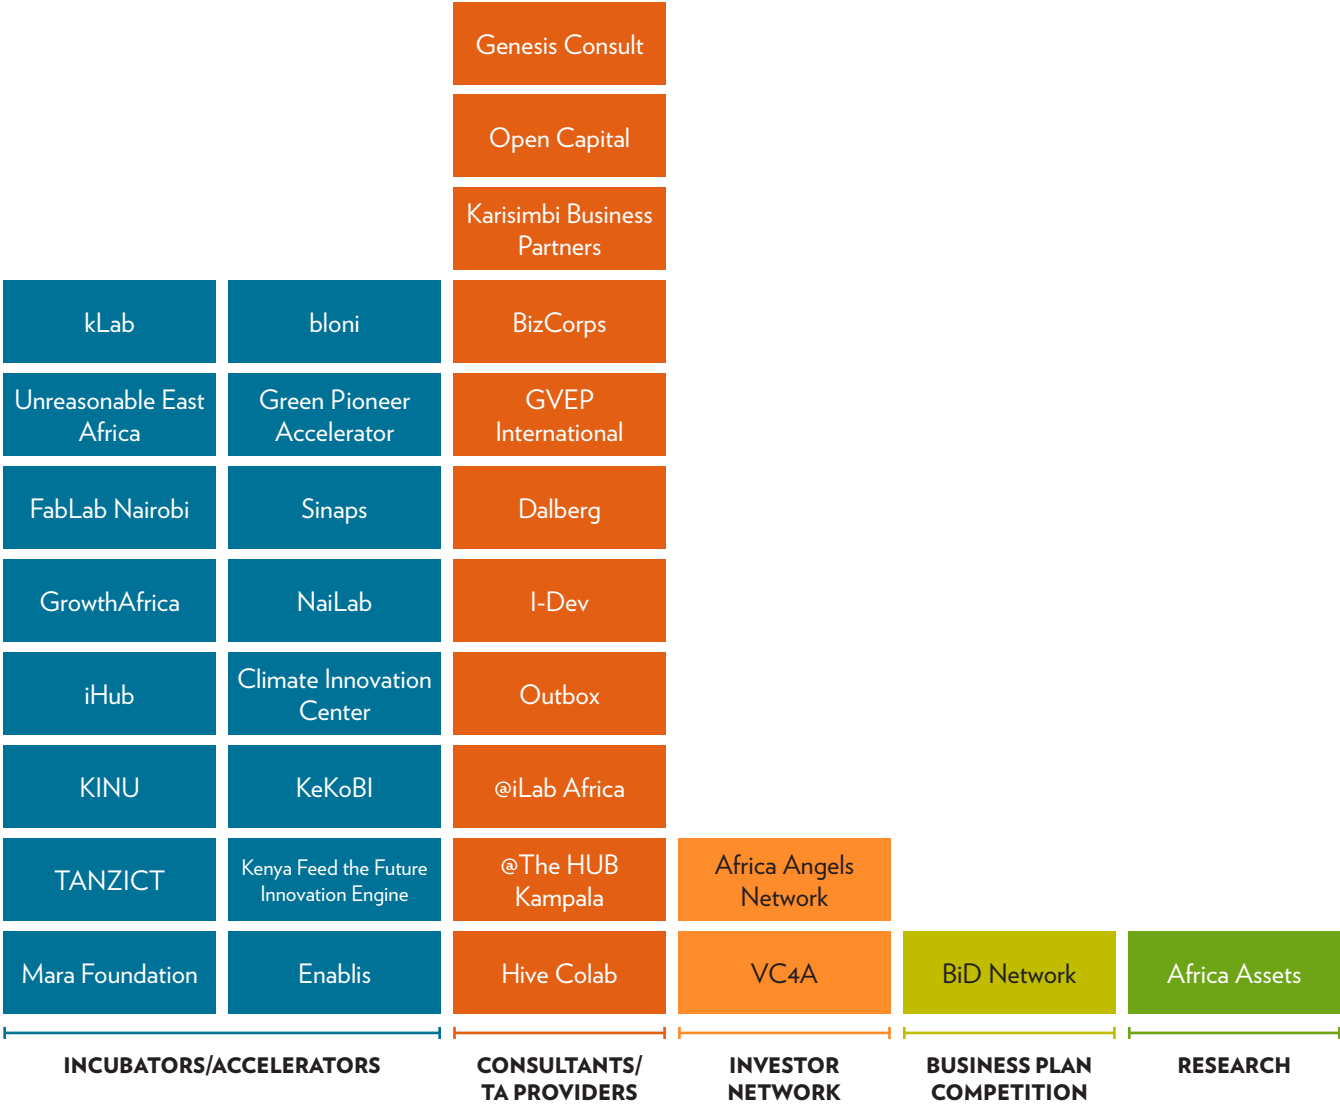 Genesis Consult
Open Capital
Karisimbi Business
Partners
kLab
bloni
BizCorps
Unreasonable East
Africa
Green Pioneer
Accelerator
GVEP
International
FabLab Nairobi
Sinaps
Dalberg
GrowthAfrica
NaiLab
I-Dev
iHub
Climate Innovation
Center
Outbox
KINU
KeKoBI
@iLab Africa
TANZICT
Kenya Feed the Future
Innovation Engine
@The HUB
Kampala
Africa Angels
Network
Mara Foundation
Enablis
Hive Colab
VC4A
BiD Network
Africa Assets
INCUBATORS/ACCELERATORS
CONSULTANTS/
TA PROVIDERS
INVESTOR
NETWORK
BUSINESS PLAN
COMPETITION
RESEARCH